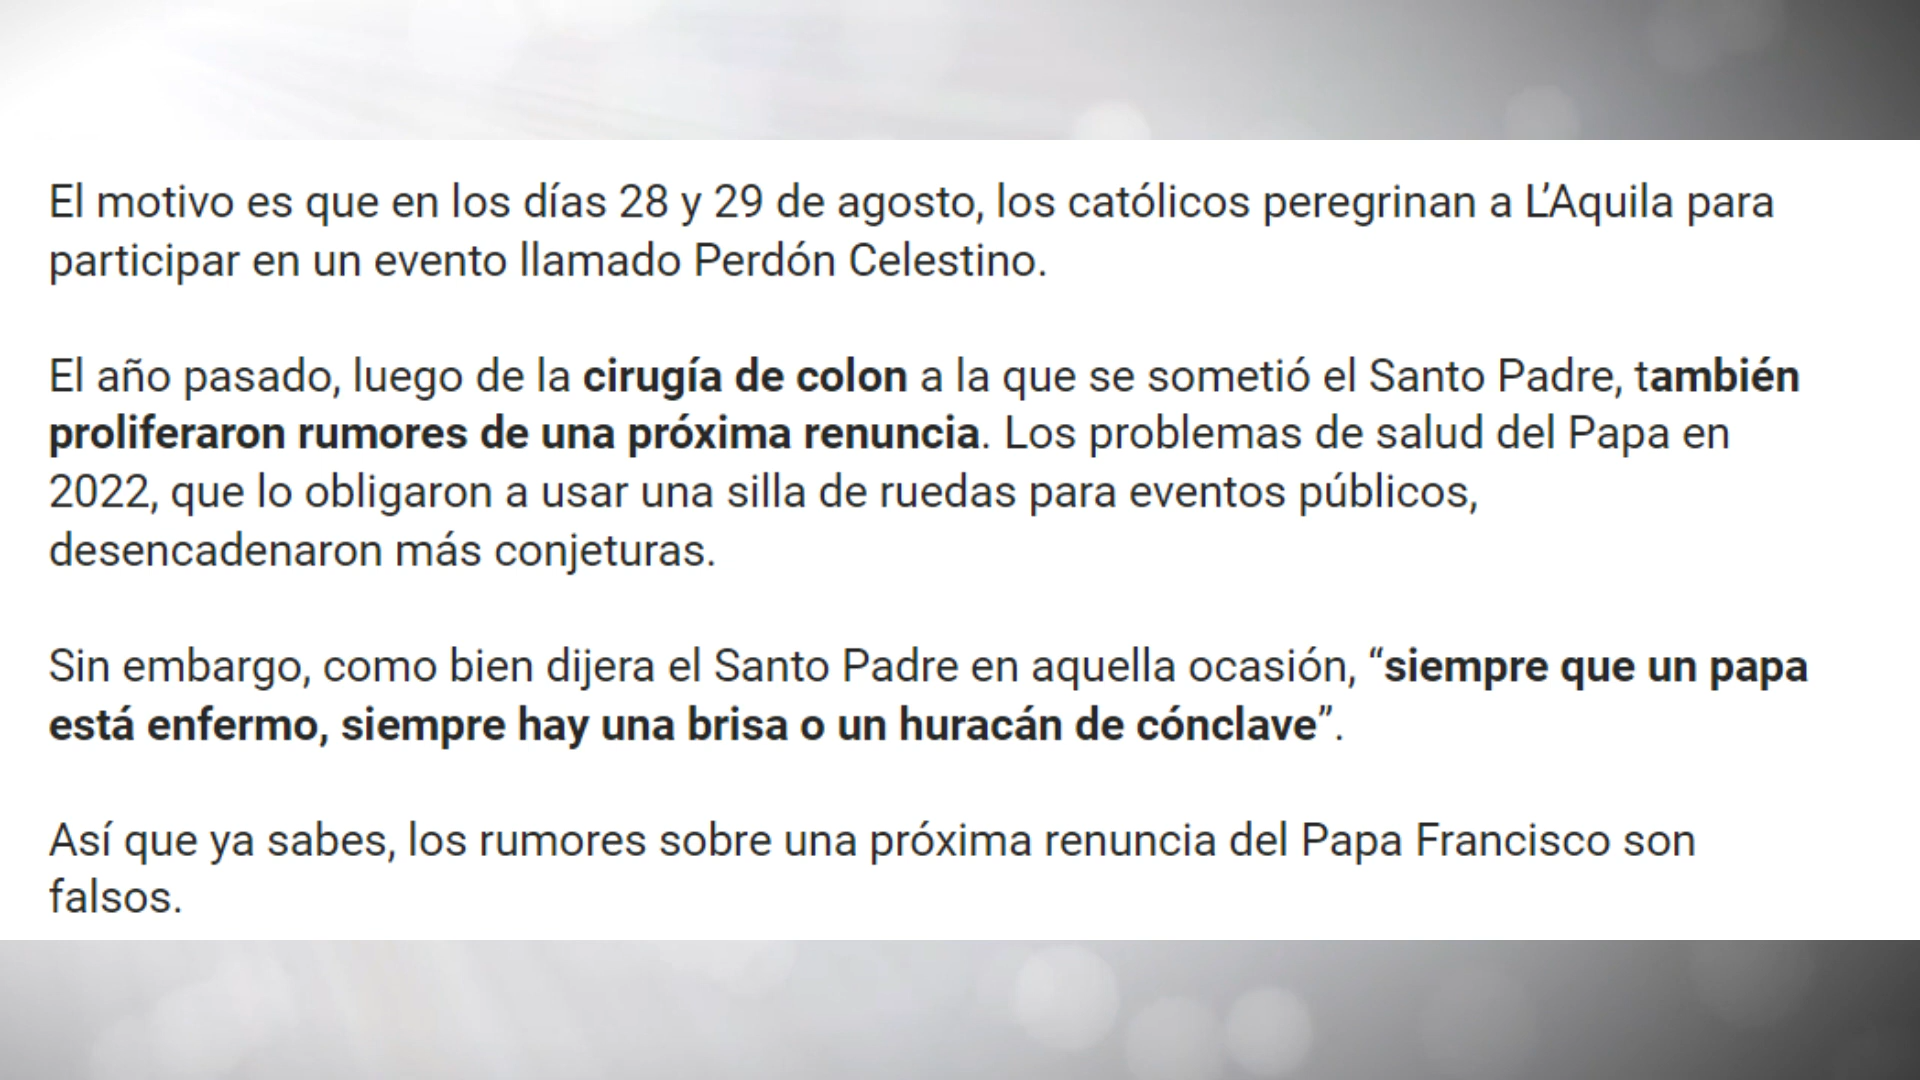 El motivo es que en los días 28 y 29 de agosto, los católicos peregrinan a L’Aquila para
participar en un evento llamado Perdón Celestino.
El año pasado, luego de la cirugía de colon a la que se sometió el Santo Padre, también
proliferaron rumores de una próxima renuncia. Los problemas de salud del Papa en
2022, que lo obligaron a usar una silla de ruedas para eventos públicos,
desencadenaron más conjeturas.
Sin embargo, como bien dijera el Santo Padre en aquella ocasión, “siempre que un papa
está enfermo, siempre hay una brisa o un huracán de cónclave”.
Así que ya sabes, los rumores sobre una próxima renuncia del Papa Francisco son
falsos.